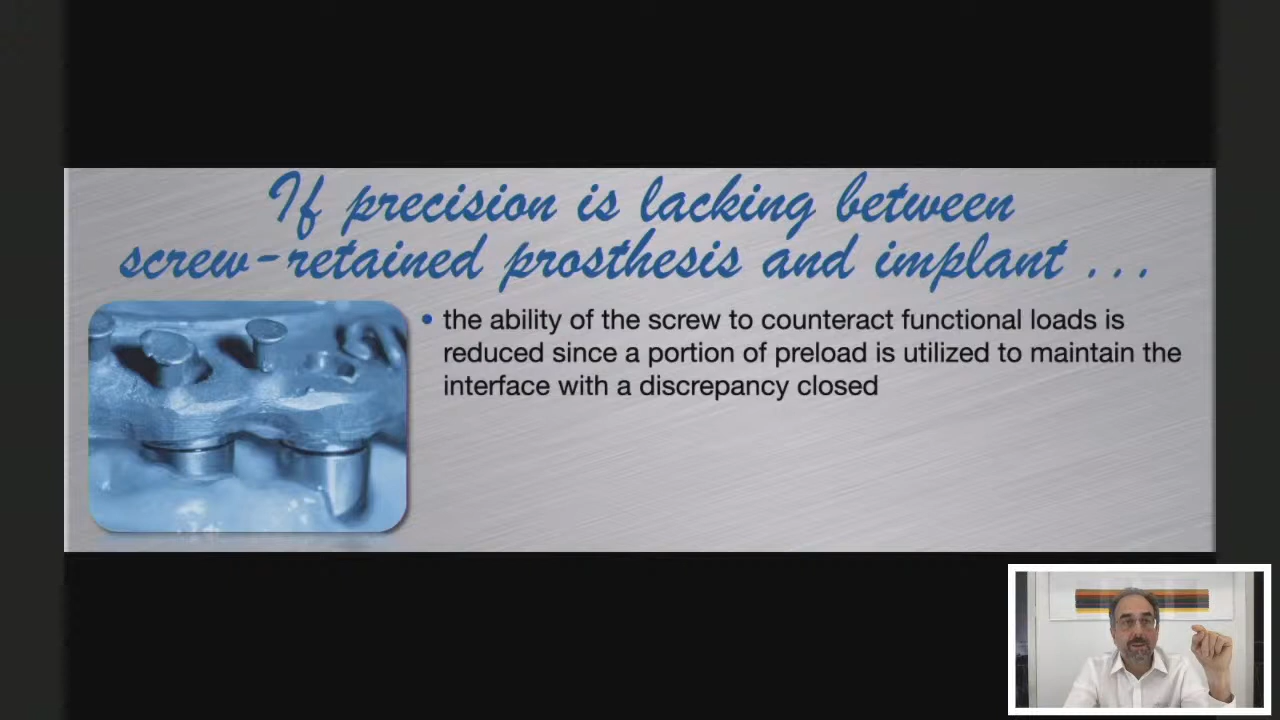 If precision is lacking between
screw-retained prosthesis and implant ...
• the ability of the screw to counteract functional loads is
reduced since a portion of preload is utilized to maintain the
interface with a discrepancy closed